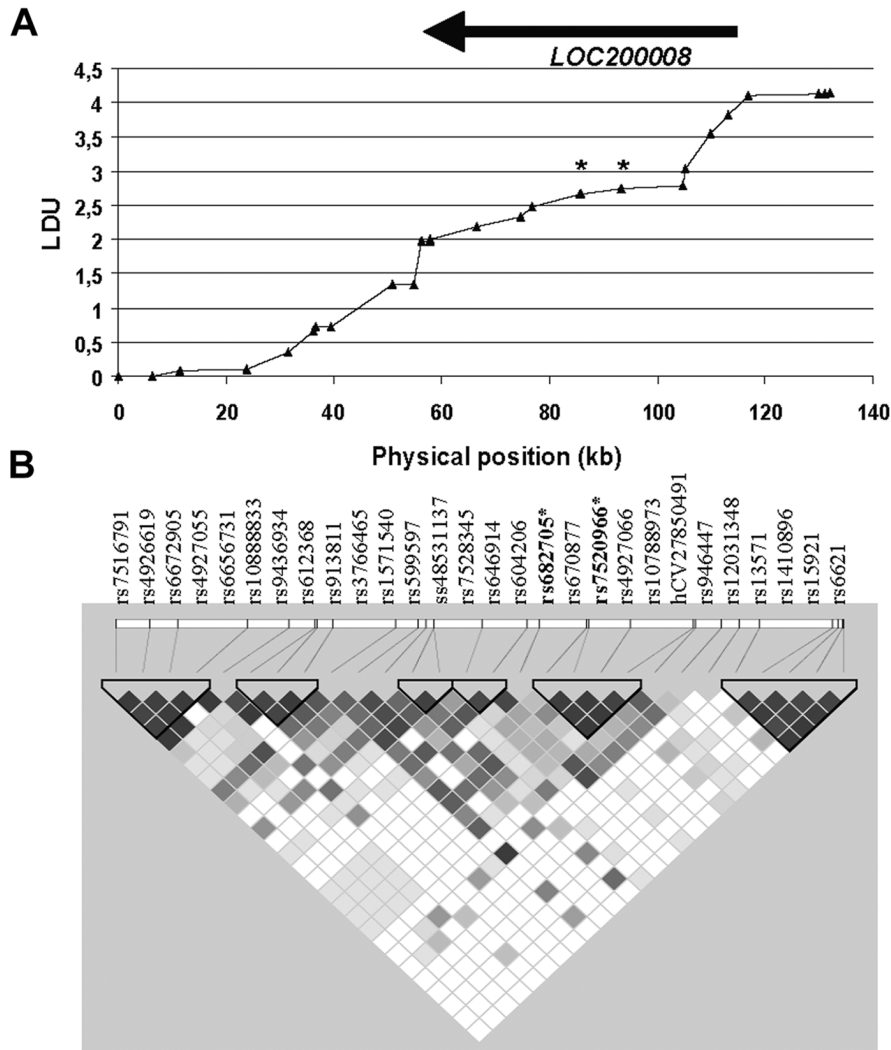 A
LOC200008
4,5
4
3,5
3
2,5
2
1,5
1
0,5
0
LDU
* *
0 20 40 60 80 100 120 140
Physical position (kb)
B
rs7516791
rs4926619
rs6672905
rs4927055
rs6656731
rs10888833
rs9436934
rs612368
rs913811
rs3766465
rs1571540
rs599597
ss48531137
rs7528345
rs646914
rs604206
rs682705*
rs670877
rs7520966*
rs4927066
rs10788973
hCV27850491
rs946447
rs12031348
rs13571
rs1410896
rs15921
rs6621